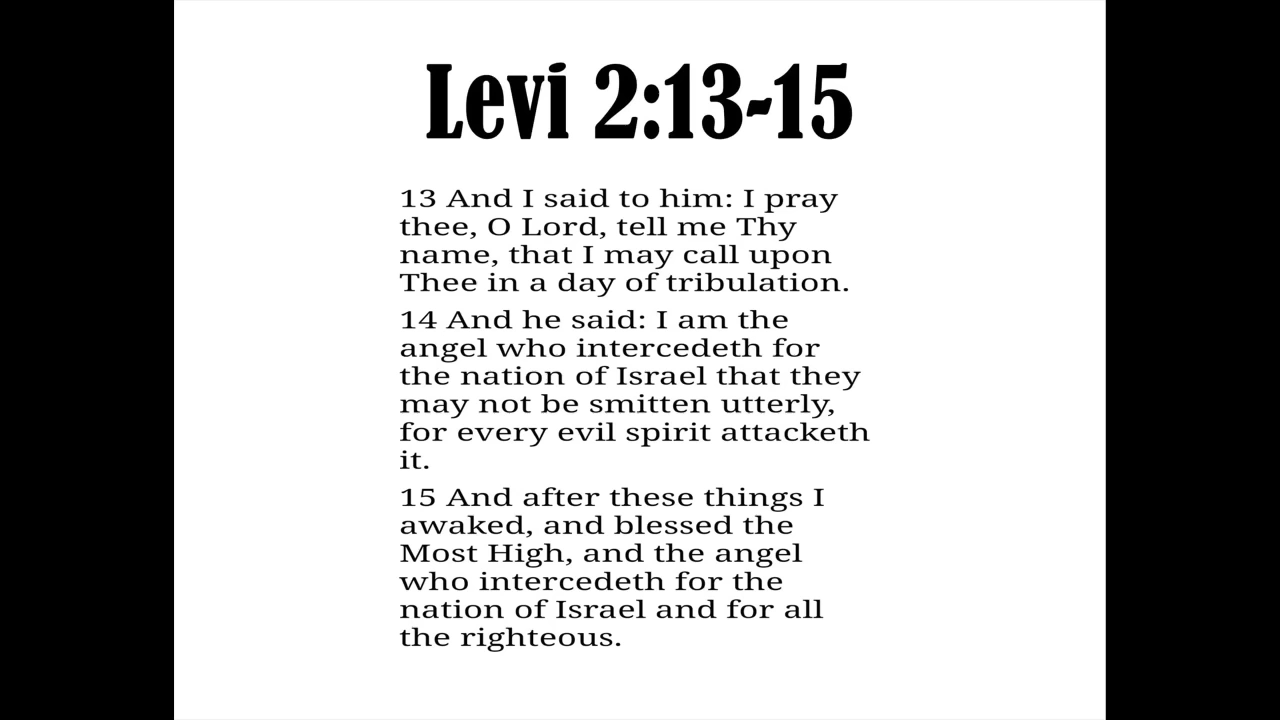 Levi 2:13-15
13 And I said to him: I pray
thee, O Lord, tell me Thy
name, that I may call upon
Thee in a day of tribulation.
14 And he said: I am the
angel who intercedeth for
the nation of Israel that they
may not be smitten utterly,
for every evil spirit attacketh
it.
15 And after these things I
awaked, and blessed the
Most High, and the angel
who intercedeth for the
nation of Israel and for all
the righteous.